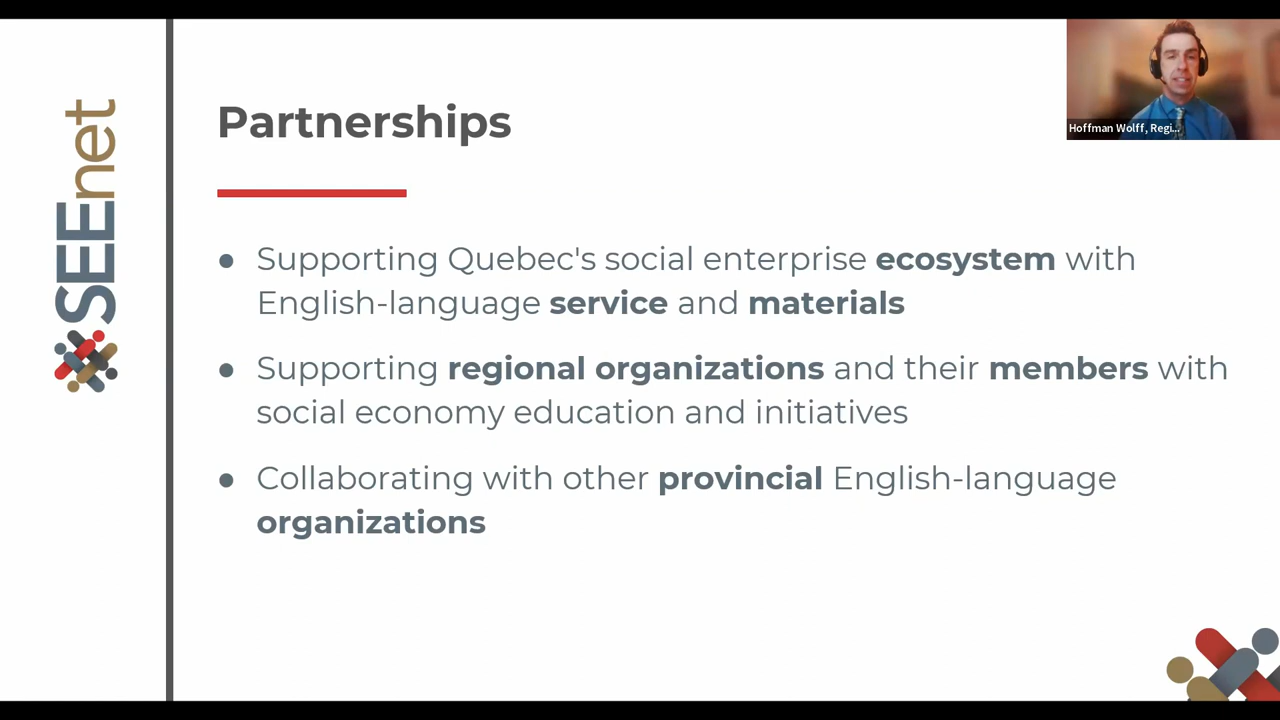 SEEnet
Partnerships
Hoffman Wolff, Regi...
● Supporting Quebec's social enterprise ecosystem with
English-language service and materials
● Supporting regional organizations and their members with
social economy education and initiatives
● Collaborating with other provincial English-language
organizations